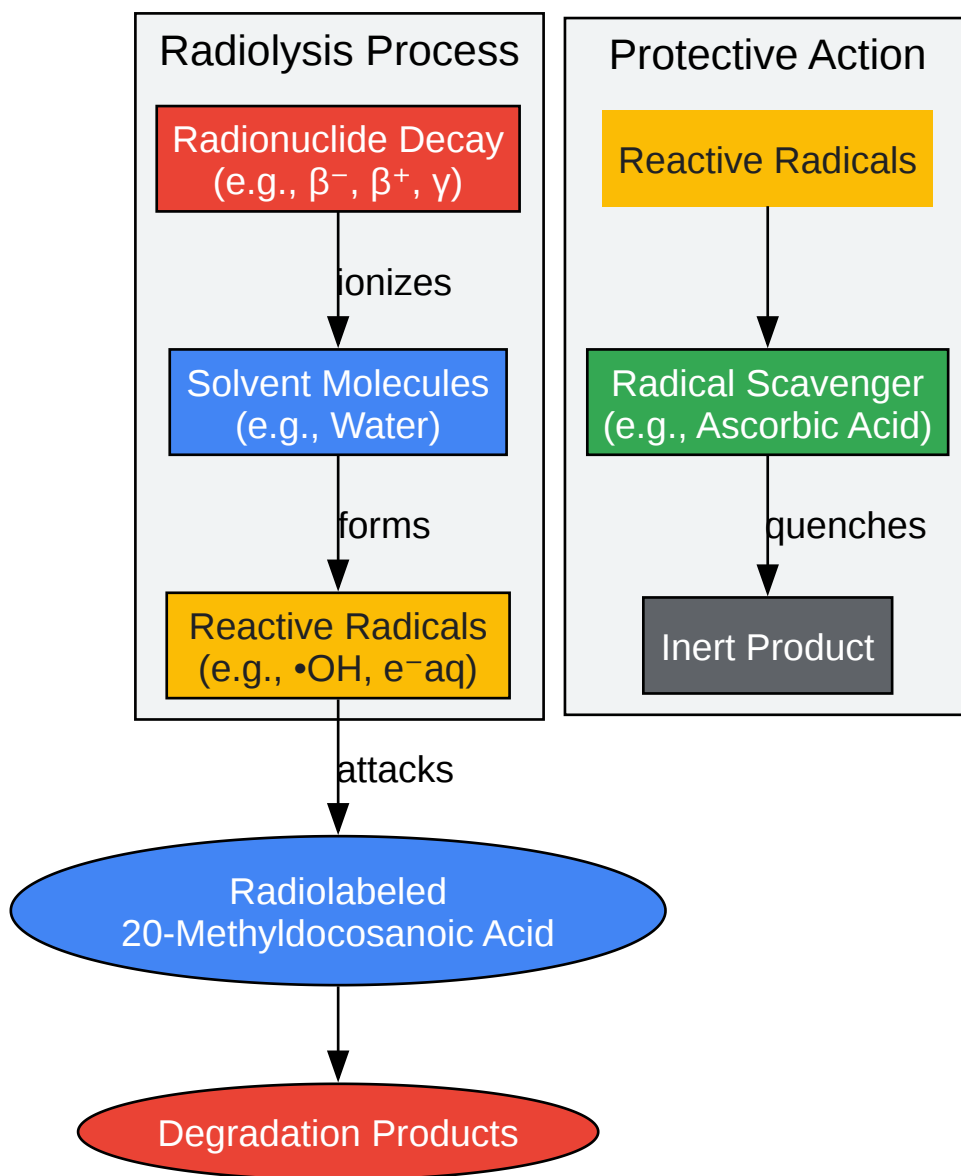 Radiolysis Process
Radionuclide Decay
(e.g., β⁻, β⁺, γ)
ionizes
Solvent Molecules
(e.g., Water)
forms
Reactive Radicals
(e.g., •OH, e⁻aq)
attacks
Radiolabeled
20-Methyldocosanoic Acid
Degradation Products
Protective Action
Reactive Radicals
Radical Scavenger
(e.g., Ascorbic Acid)
quenches
Inert Product